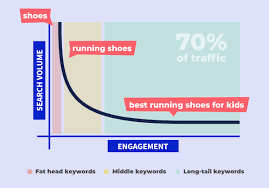 shoes
running shoes
70%
of traffic
best running shoes for kids
SEARCH VOLUME
ENGAGEMENT
Fat head keywords
Middle keywords
Long-tail keywords